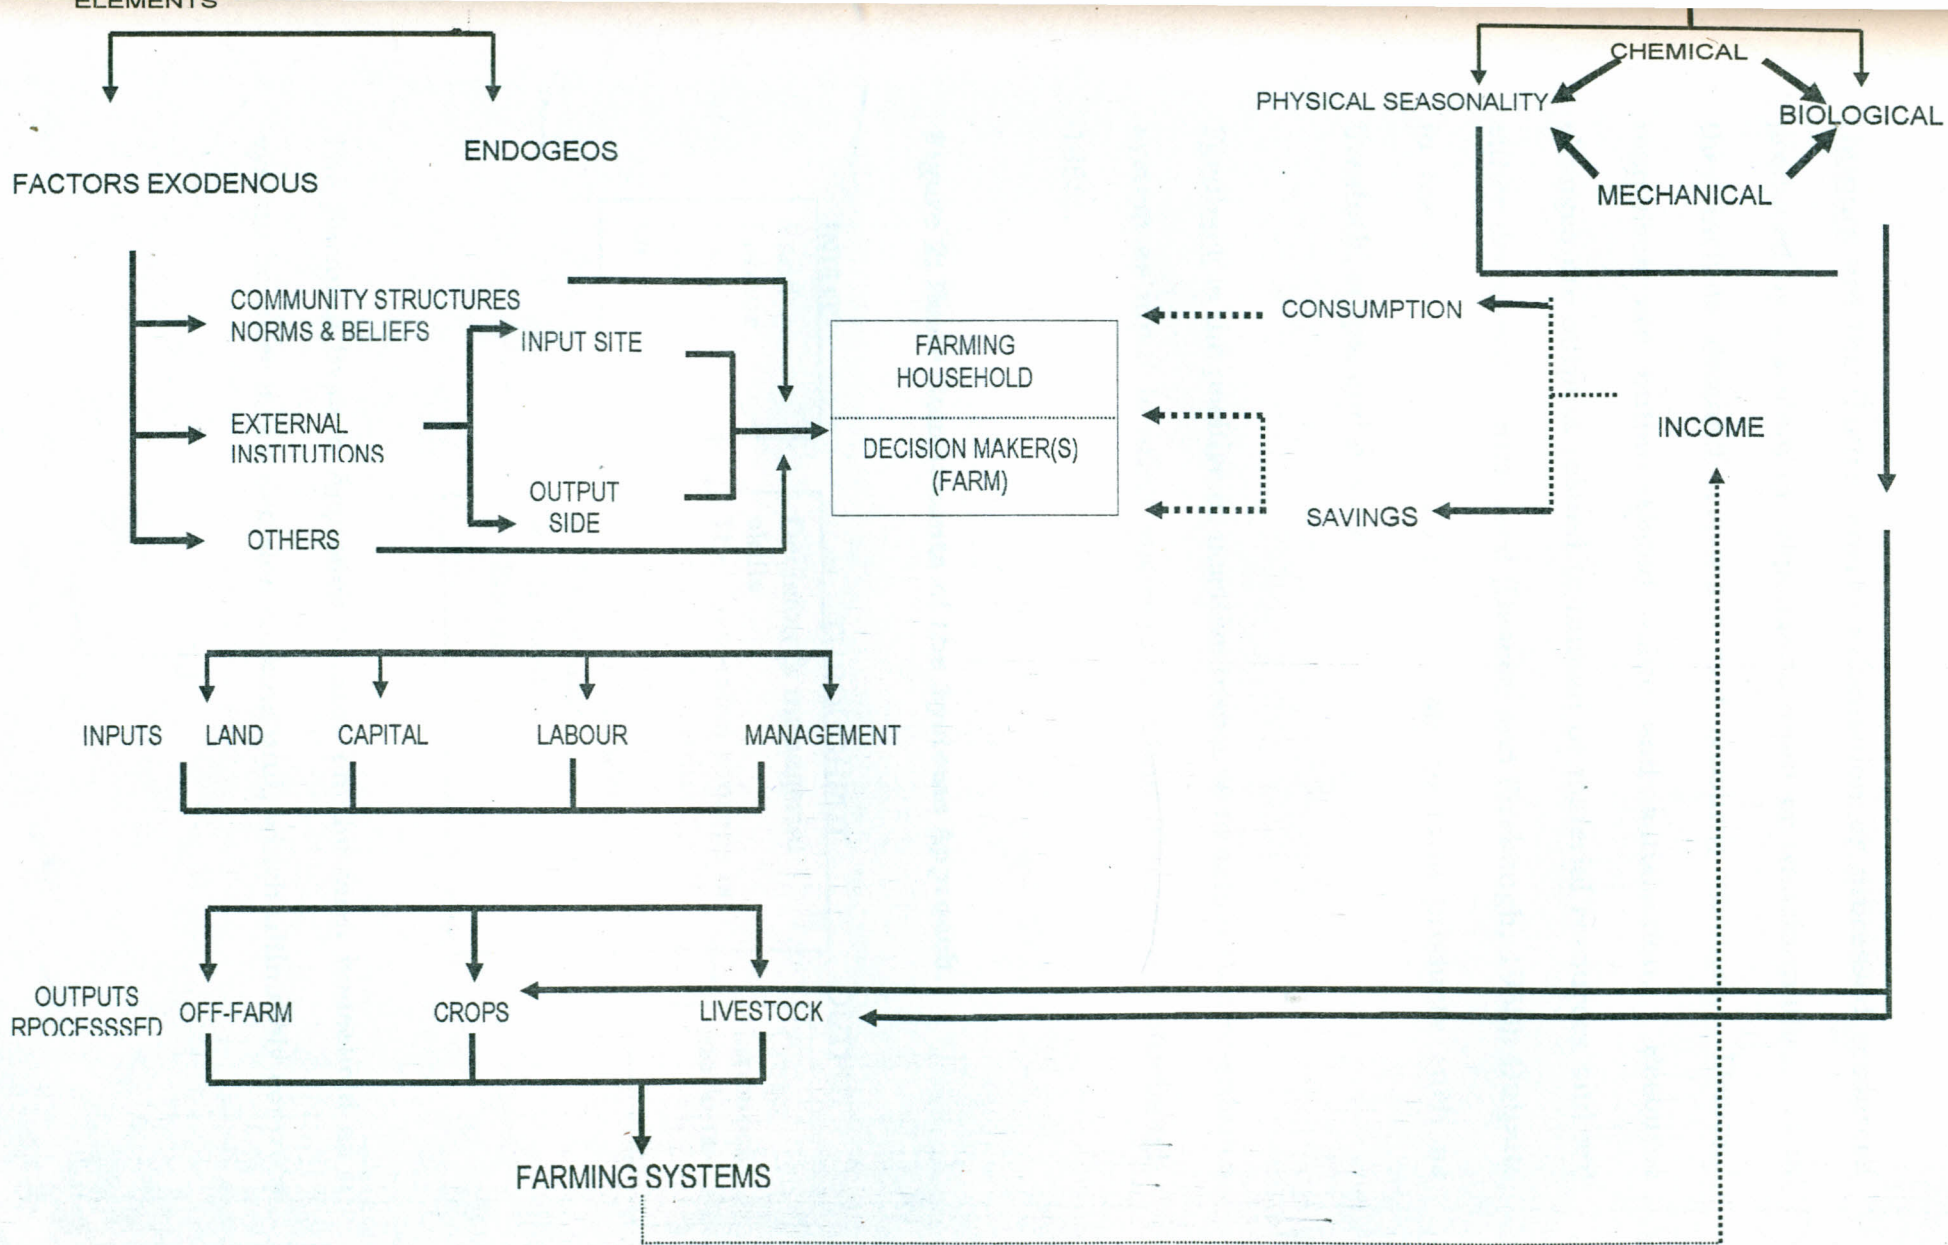 ELEMENTS
CHEMICAL
PHYSICAL SEASONALITY
BIOLOGICAL
ENDOGEOS
FACTORS EXODENOUS
MECHANICAL
COMMUNITY STRUCTURES
NORMS & BELIEFS
INPUT SITE
CONSUMPTION
FARMING
HOUSEHOLD
EXTERNAL
INSTITUTIONS
DECISION MAKER(S)
(FARM)
INCOME
OUTPUT
SIDE
SAVINGS
OTHERS
INPUTS
LAND
CAPITAL
LABOUR
MANAGEMENT
OUTPUTS
RPOCESSSED
OFF-FARM
CROPS
LIVESTOCK
FARMING SYSTEMS